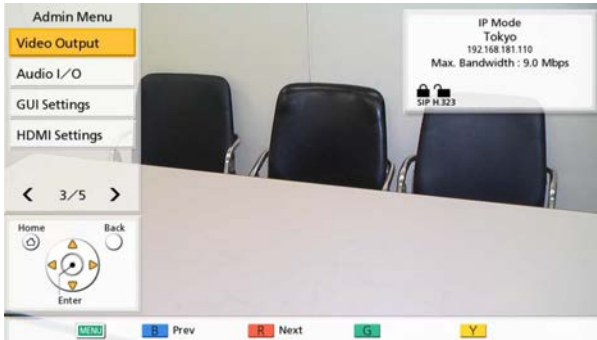 Admin Menu
Video Output
Audio I／O
GUI Settings
HDMI Settings
3／5
Home
Back
Enter
IP Mode
Tokyo
192.168.181.110
Max. Bandwidth : 9.0 Mbps
SIP H.323
MENU
B Prev
R Next
G
Y